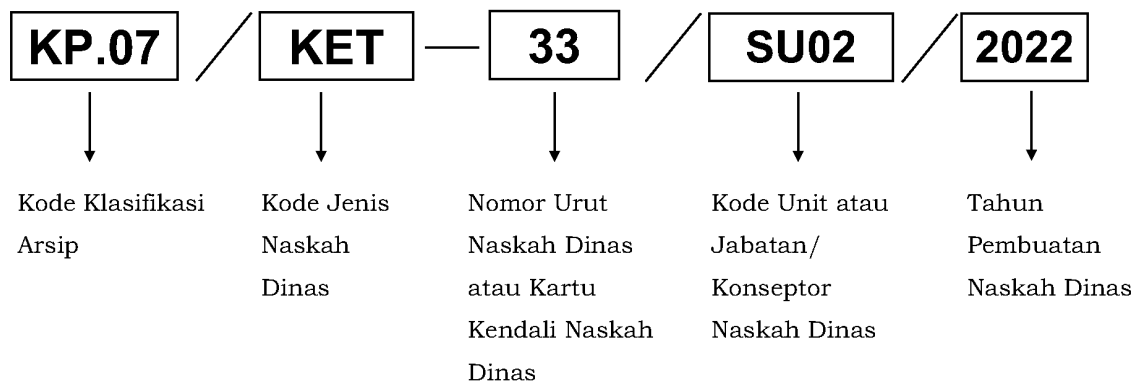 KP.07 / KET — 33 / SU02 / 2022
Kode Klasifikasi
Arsip
Kode Jenis
Naskah
Dinas
Nomor Urut
Naskah Dinas
atau Kartu
Kendali Naskah
Dinas
Kode Unit atau
Jabatan/
Konseptor
Naskah Dinas
Tahun
Pembuatan
Naskah Dinas